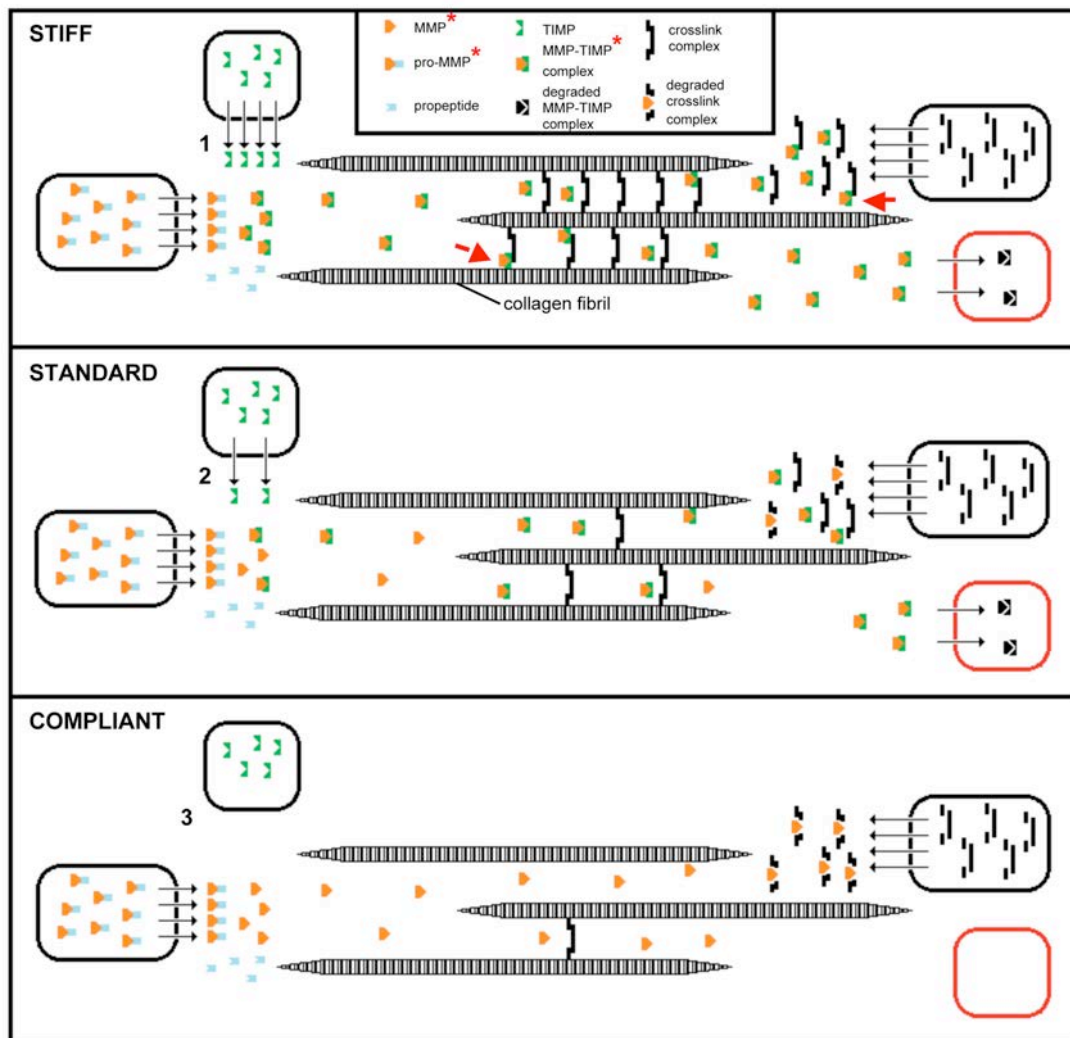 STIFF
MMP*
pro-MMP*
propeptide
TIMP
MMP-TIMP*
complex
degraded
MMP-TIMP
complex
crosslink
complex
degraded
crosslink
complex
1
collagen fibril
STANDARD
2
COMPLIANT
3